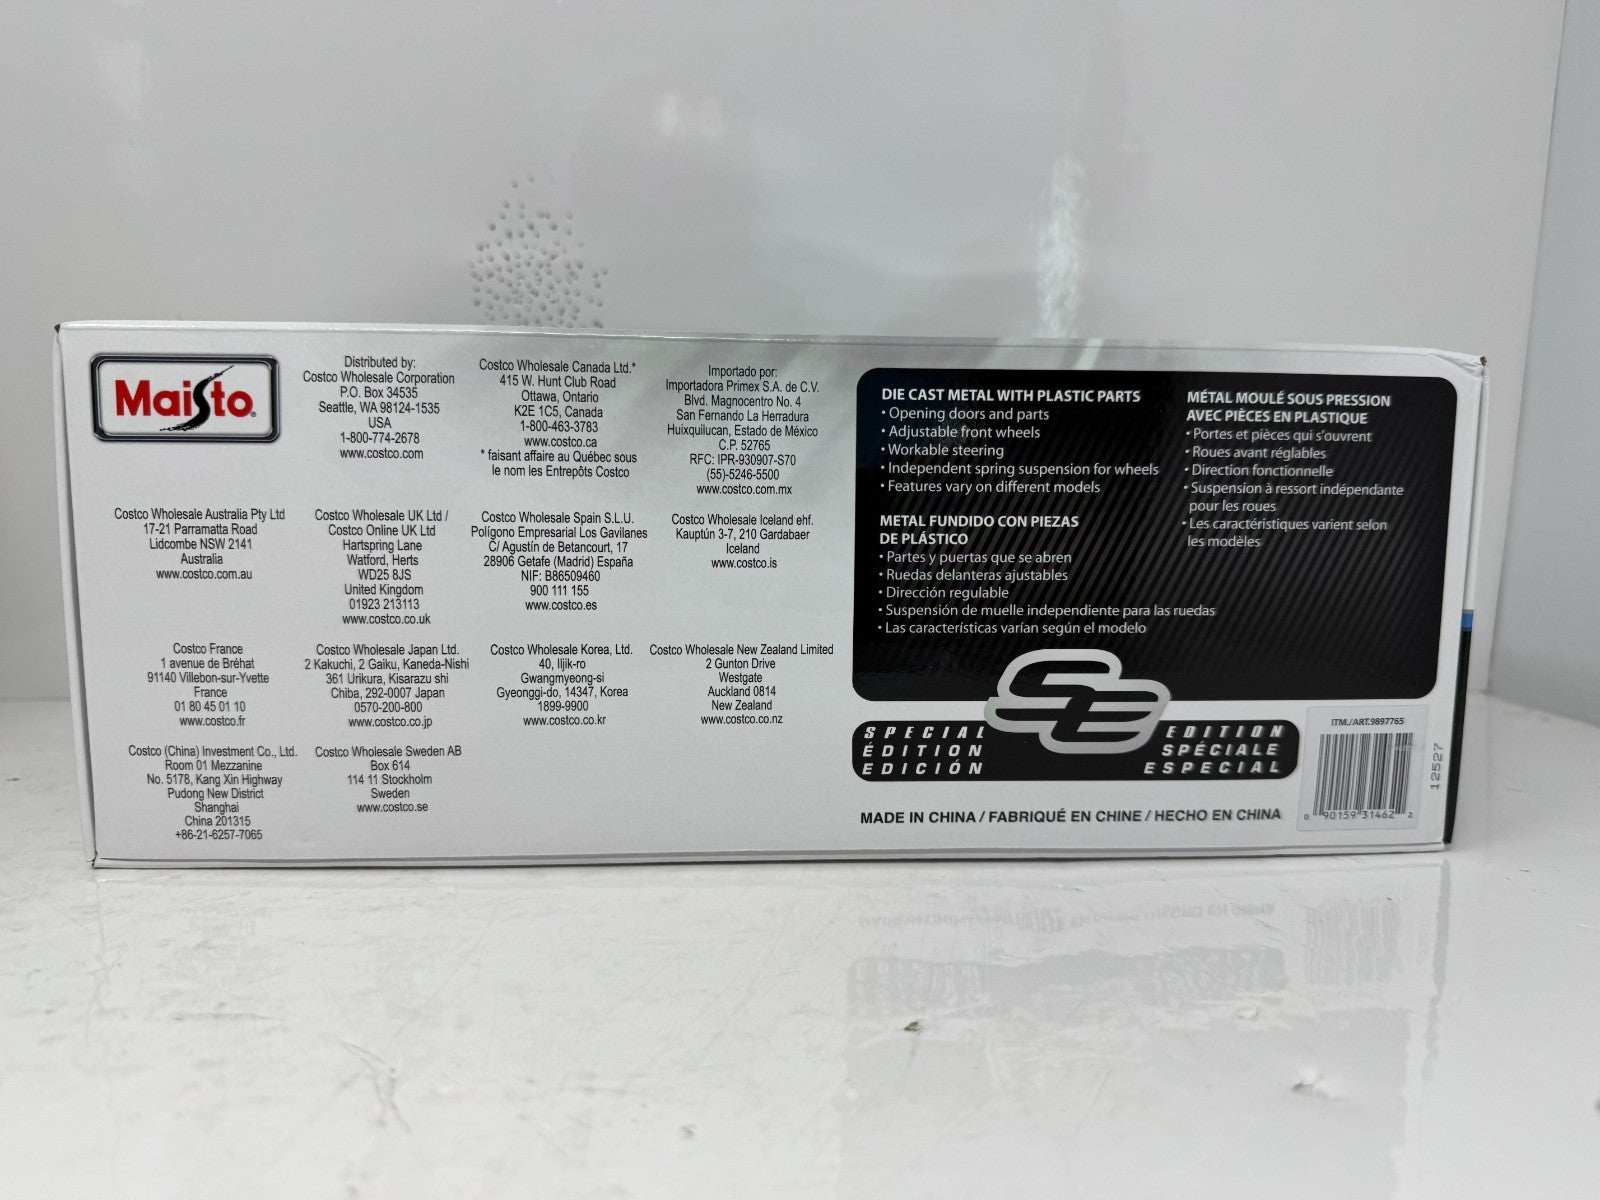 Maisto
Distributed by:
Costco Wholesale Corporation
P.O. Box 34535
Seattle, WA 98124-1535
USA
1-800-774-2678
www.costco.com
Costco Wholesale Canada Ltd.*
415 W. Hunt Club Road
Ottawa, Ontario
K2E 1C5, Canada
1-800-463-3783
www.costco.ca
* faisant affaire au Québec sous
le nom les Entrepôts Costco
Importado por:
Importadora Primex S.A. de C.V.
Blvd. Magnocentro No. 4
San Fernando La Herradura
Huixquilucan, Estado de México
C.P. 52765
RFC: IPR-930907-S70
(55)-5246-5500
www.costco.com.mx
Costco Wholesale Australia Pty Ltd
17-21 Parramatta Road
Lidcombe NSW 2141
Australia
www.costco.com.au
Costco Wholesale UK Ltd /
Costco Online UK Ltd
Hartspring Lane
Watford, Herts
WD25 8JS
United Kingdom
01923 213113
www.costco.co.uk
Costco Wholesale Spain S.L.U.
Polígono Empresarial Los Gavilanes
C/ Agustín de Betancourt, 17
28906 Getafe (Madrid) España
NIF: B86509460
900 111 155
www.costco.es
Costco Wholesale Iceland ehf.
Kauptún 3-7, 210 Gardabaer
Iceland
www.costco.is
Costco France
1 avenue de Bréhat
91140 Villebon-sur-Yvette
France
01 80 45 01 10
www.costco.fr
Costco Wholesale Japan Ltd.
2 Kakuchi, 2 Gaiku, Kaneda-Nishi
361 Urikura, Kisarazu shi
Chiba, 292-0007 Japan
0570-200-800
www.costco.co.jp
Costco Wholesale Korea, Ltd.
40, Iljik-ro
Gwangmyeong-si
Gyeonggi-do, 14347, Korea
1899-9900
www.costco.co.kr
Costco Wholesale New Zealand Limited
2 Gunton Drive
Westgate
Auckland 0814
New Zealand
www.costco.co.nz
Costco (China) Investment Co., Ltd.
Room 01 Mezzanine
No. 5178, Kang Xin Highway
Pudong New District
Shanghai
China 201315
+86-21-6257-7065
Costco Wholesale Sweden AB
Box 614
114 11 Stockholm
Sweden
www.costco.se
DIE CAST METAL WITH PLASTIC PARTS
• Opening doors and parts
• Adjustable front wheels
• Workable steering
• Independent spring suspension for wheels
• Features vary on different models
METAL FUNDIDO CON PIEZAS
DE PLÁSTICO
• Partes y puertas que se abren
• Ruedas delanteras ajustables
• Dirección regulable
• Suspensión de muelle independiente para las ruedas
• Las características varían según el modelo
MÉTAL MOULÉ SOUS PRESSION
AVEC PIÈCES EN PLASTIQUE
• Portes et pièces qui s'ouvrent
• Roues avant réglables
• Direction fonctionnelle
• Suspension à ressort indépendante
pour les roues
• Les caractéristiques varient selon
les modèles
SE
SPECIAL EDITION
ÉDITION SPÉCIALE
EDICIÓN ESPECIAL
MADE IN CHINA / FABRIQUÉ EN CHINE / HECHO EN CHINA
ITM./ART.9897765
0 90159 31462 2
12527